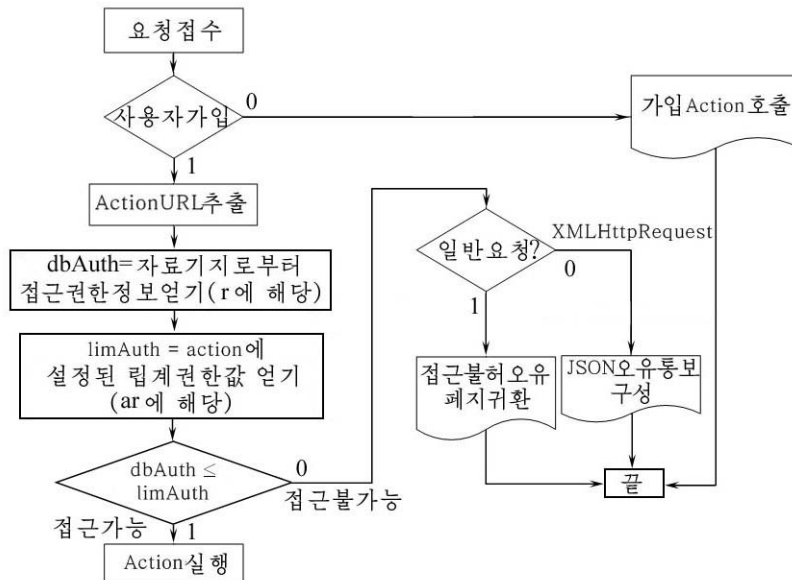 요청접수
사용자가입
0
가입Action호출
1
ActionURL추출
일반요청?
XMLHttpRequest
0
1
dbAuth=자료기지로부터
접근권한정보얻기(r에 해당)
limAuth = action에
설정된 림계권한값 얻기
(ar에 해당)
접근불허오유
페지귀환
JSON오유통보
구성
dbAuth ≤
limAuth
0
접근불가능
끝
접근가능
1
Action실행